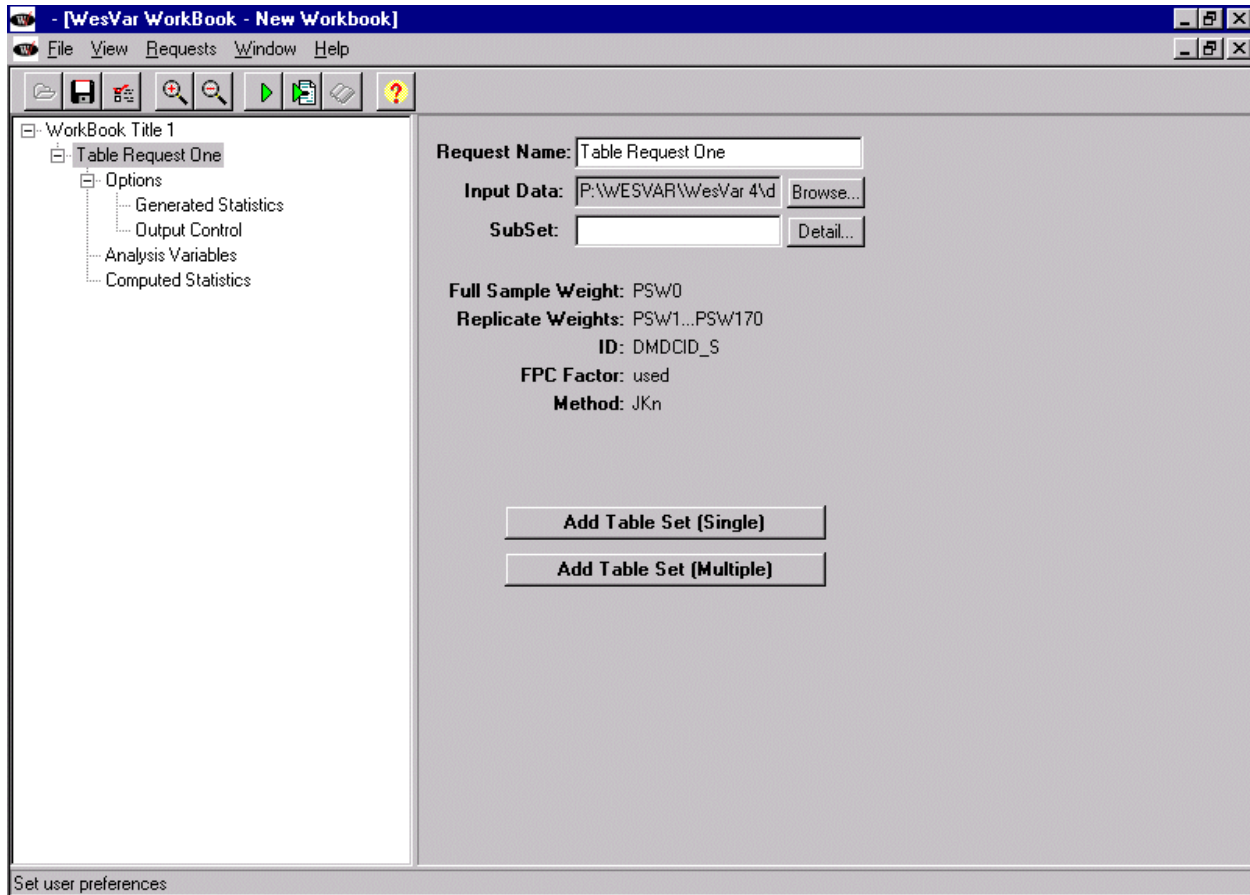 - [WesVar WorkBook - New Workbook]
File View Requests Window Help
WorkBook Title 1
Table Request One
Options
Generated Statistics
Output Control
Analysis Variables
Computed Statistics
Request Name: Table Request One
Input Data: P:\WESVAR\WesVar 4\d Browse...
SubSet: Detail...
Full Sample Weight: PSW0
Replicate Weights: PSW1...PSW170
ID: DMDCID_S
FPC Factor: used
Method: JKn
Add Table Set (Single)
Add Table Set (Multiple)
Set user preferences